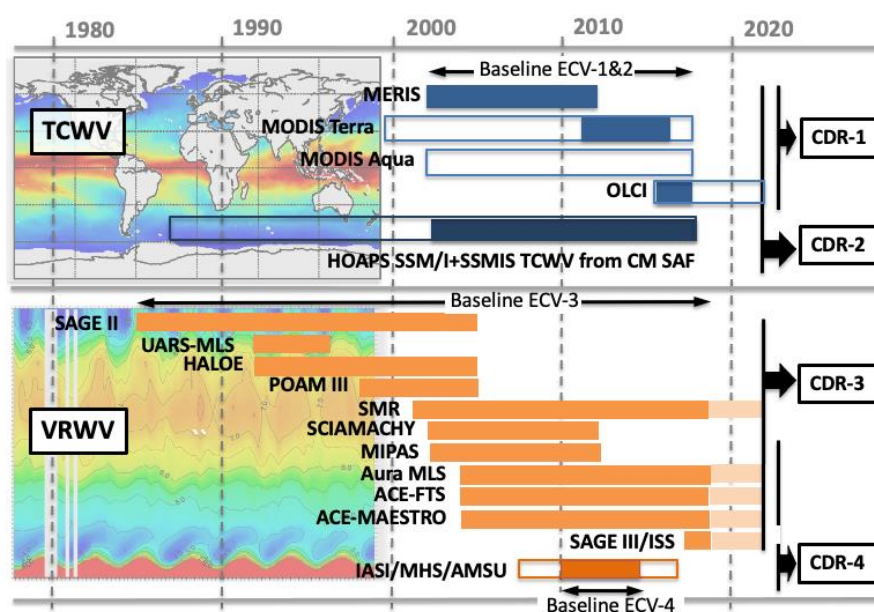 1980 1990 2000 2010 2020
Baseline ECV-1&2
MERIS
TCWV
MODIS Terra
CDR-1
MODIS Aqua
OLCI
CDR-2
HOAPS SSM/I+SSMIS TCWV from CM SAF
Baseline ECV-3
SAGE II
UARS-MLS
HALOE
POAM III
CDR-3
SMR
VRWV
SCIAMACHY
MIPAS
Aura MLS
ACE-FTS
ACE-MAESTRO
SAGE III/ISS
IASI/MHS/AMSU
CDR-4
Baseline ECV-4